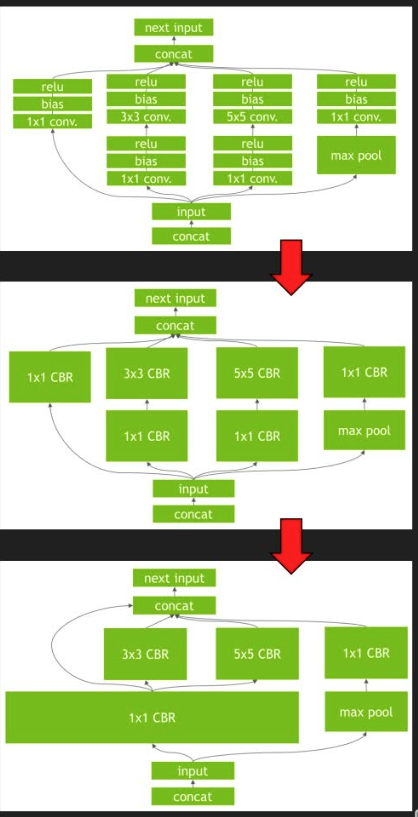 next input
concat
relu relu relu relu
bias bias bias bias
1x1 conv. 3x3 conv. 5x5 conv. 1x1 conv.
relu relu
bias bias max pool
1x1 conv. 1x1 conv.
input
concat
next input
concat
1x1 CBR 3x3 CBR 5x5 CBR 1x1 CBR
1x1 CBR 1x1 CBR max pool
input
concat
next input
concat
3x3 CBR 5x5 CBR 1x1 CBR
1x1 CBR max pool
input
concat